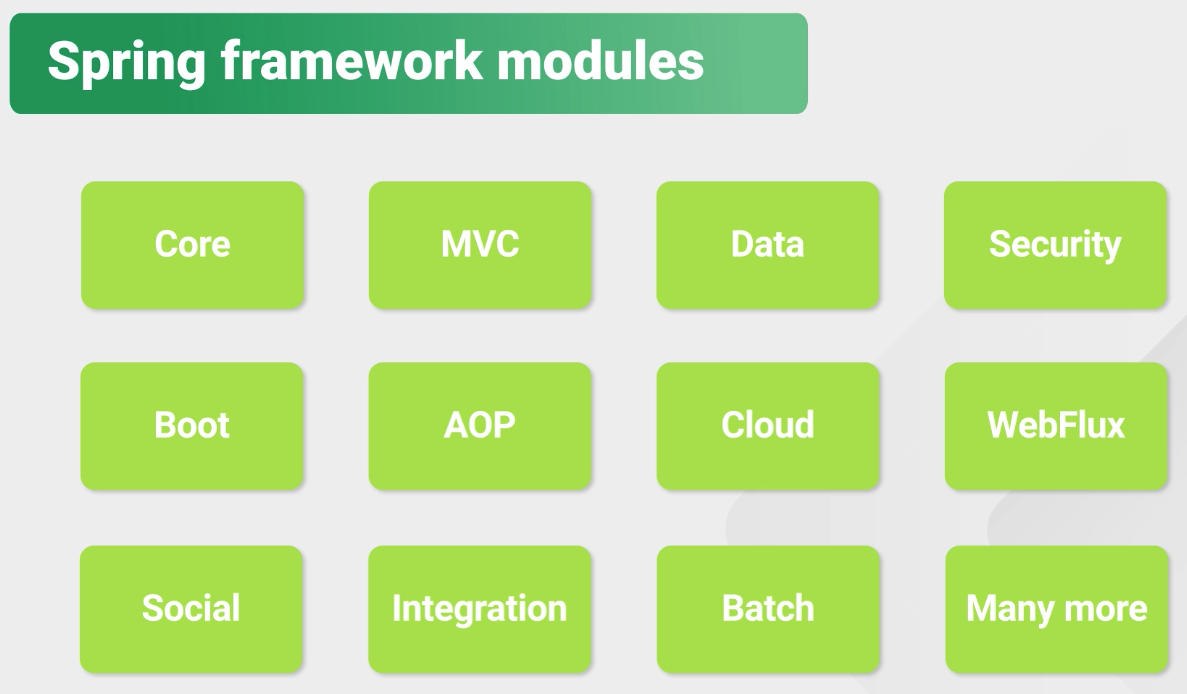 Spring framework modules
Core
MVC
Data
Security
Boot
AOP
Cloud
WebFlux
Social
Integration
Batch
Many more